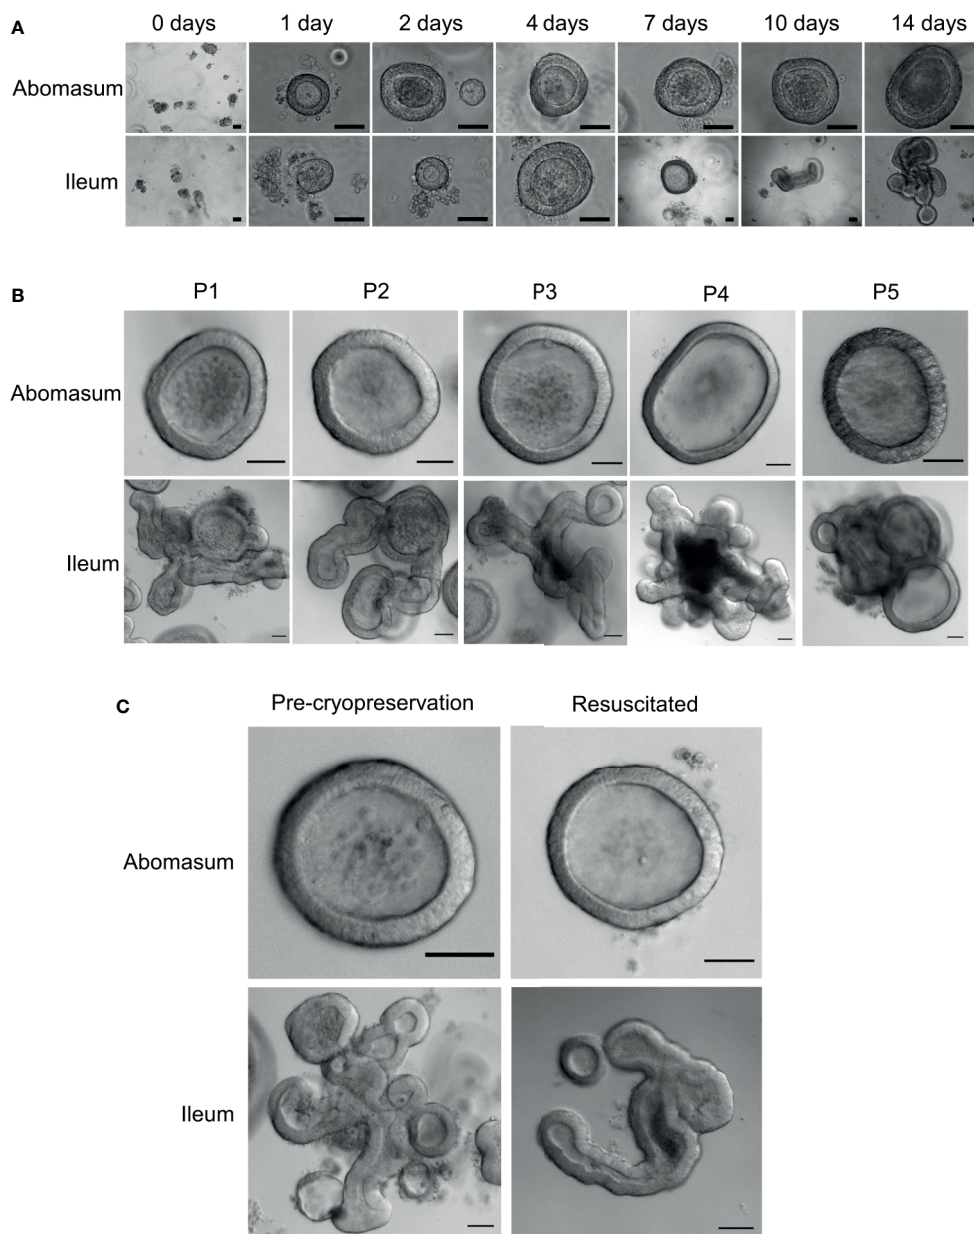 A
0 days 1 day 2 days 4 days 7 days 10 days 14 days
Abomasum
Ileum
B
P1 P2 P3 P4 P5
Abomasum
Ileum
C
Pre-cryopreservation Resuscitated
Abomasum
Ileum